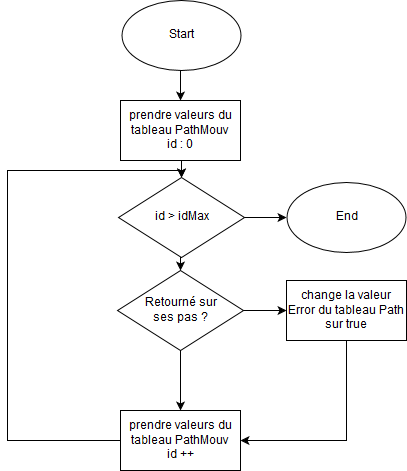 Start
prendre valeurs du
tableau PathMouv
id : 0
id > idMax
End
Retourné sur
ses pas ?
change la valeur
Error du tableau Path
sur true
prendre valeurs du
tableau PathMouv
id ++